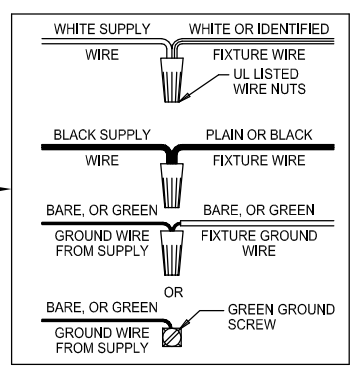 WHITE SUPPLY WHITE OR IDENTIFIED
WIRE FIXTURE WIRE
UL LISTED
WIRE NUTS
BLACK SUPPLY PLAIN OR BLACK
WIRE FIXTURE WIRE
BARE, OR GREEN BARE, OR GREEN
GROUND WIRE FIXTURE GROUND
FROM SUPPLY WIRE
OR
BARE, OR GREEN GREEN GROUND
SCREW
GROUND WIRE
FROM SUPPLY